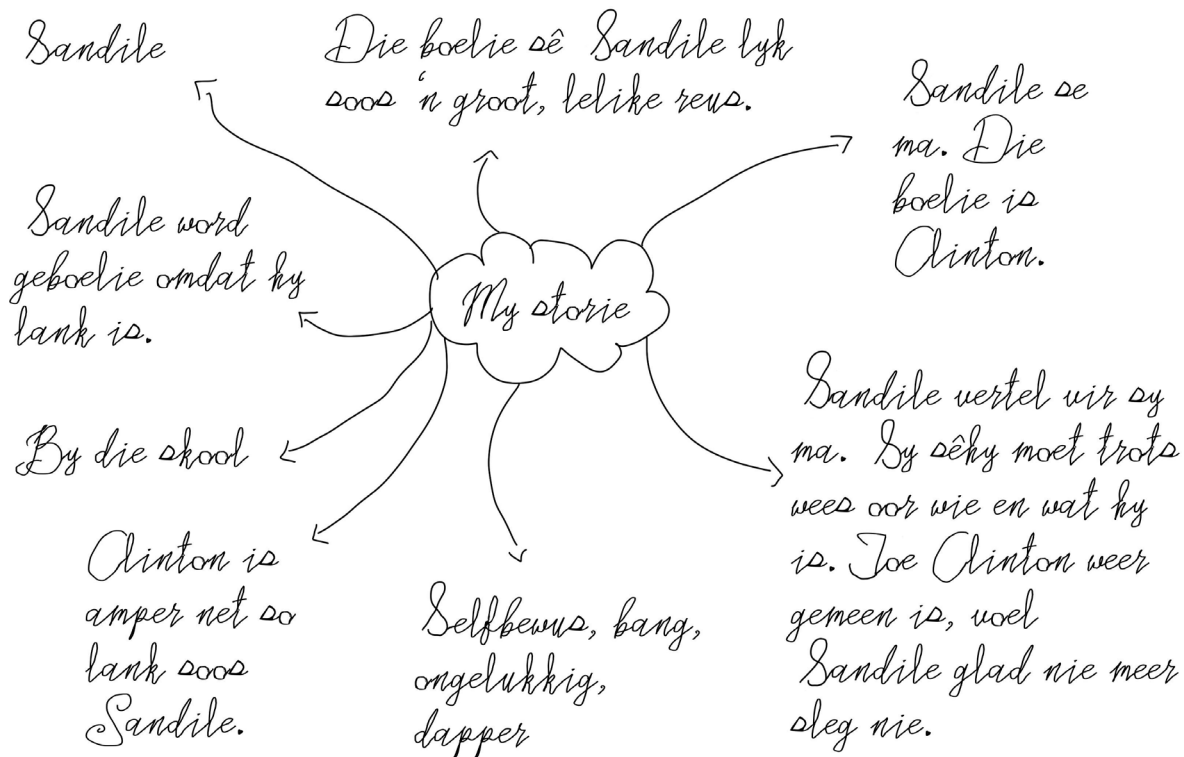 Sandile
Die boelie sê Sandile lyk
soos 'n groot, lelike reus.
Sandile se
ma. Die
boelie is
Clinton.
Sandile word
geboelie omdat hy
lank is.
My storie
By die skool
Clinton is
amper net so
lank soos
Sandile.
Selfbewus, bang,
ongelukkig,
dapper
Sandile vertel vir sy
ma. Sy sêhy moet trots
wees oor wie en wat hy
is. Toe Clinton weer
gemeen is, voel
Sandile glad nie meer
sleg nie.